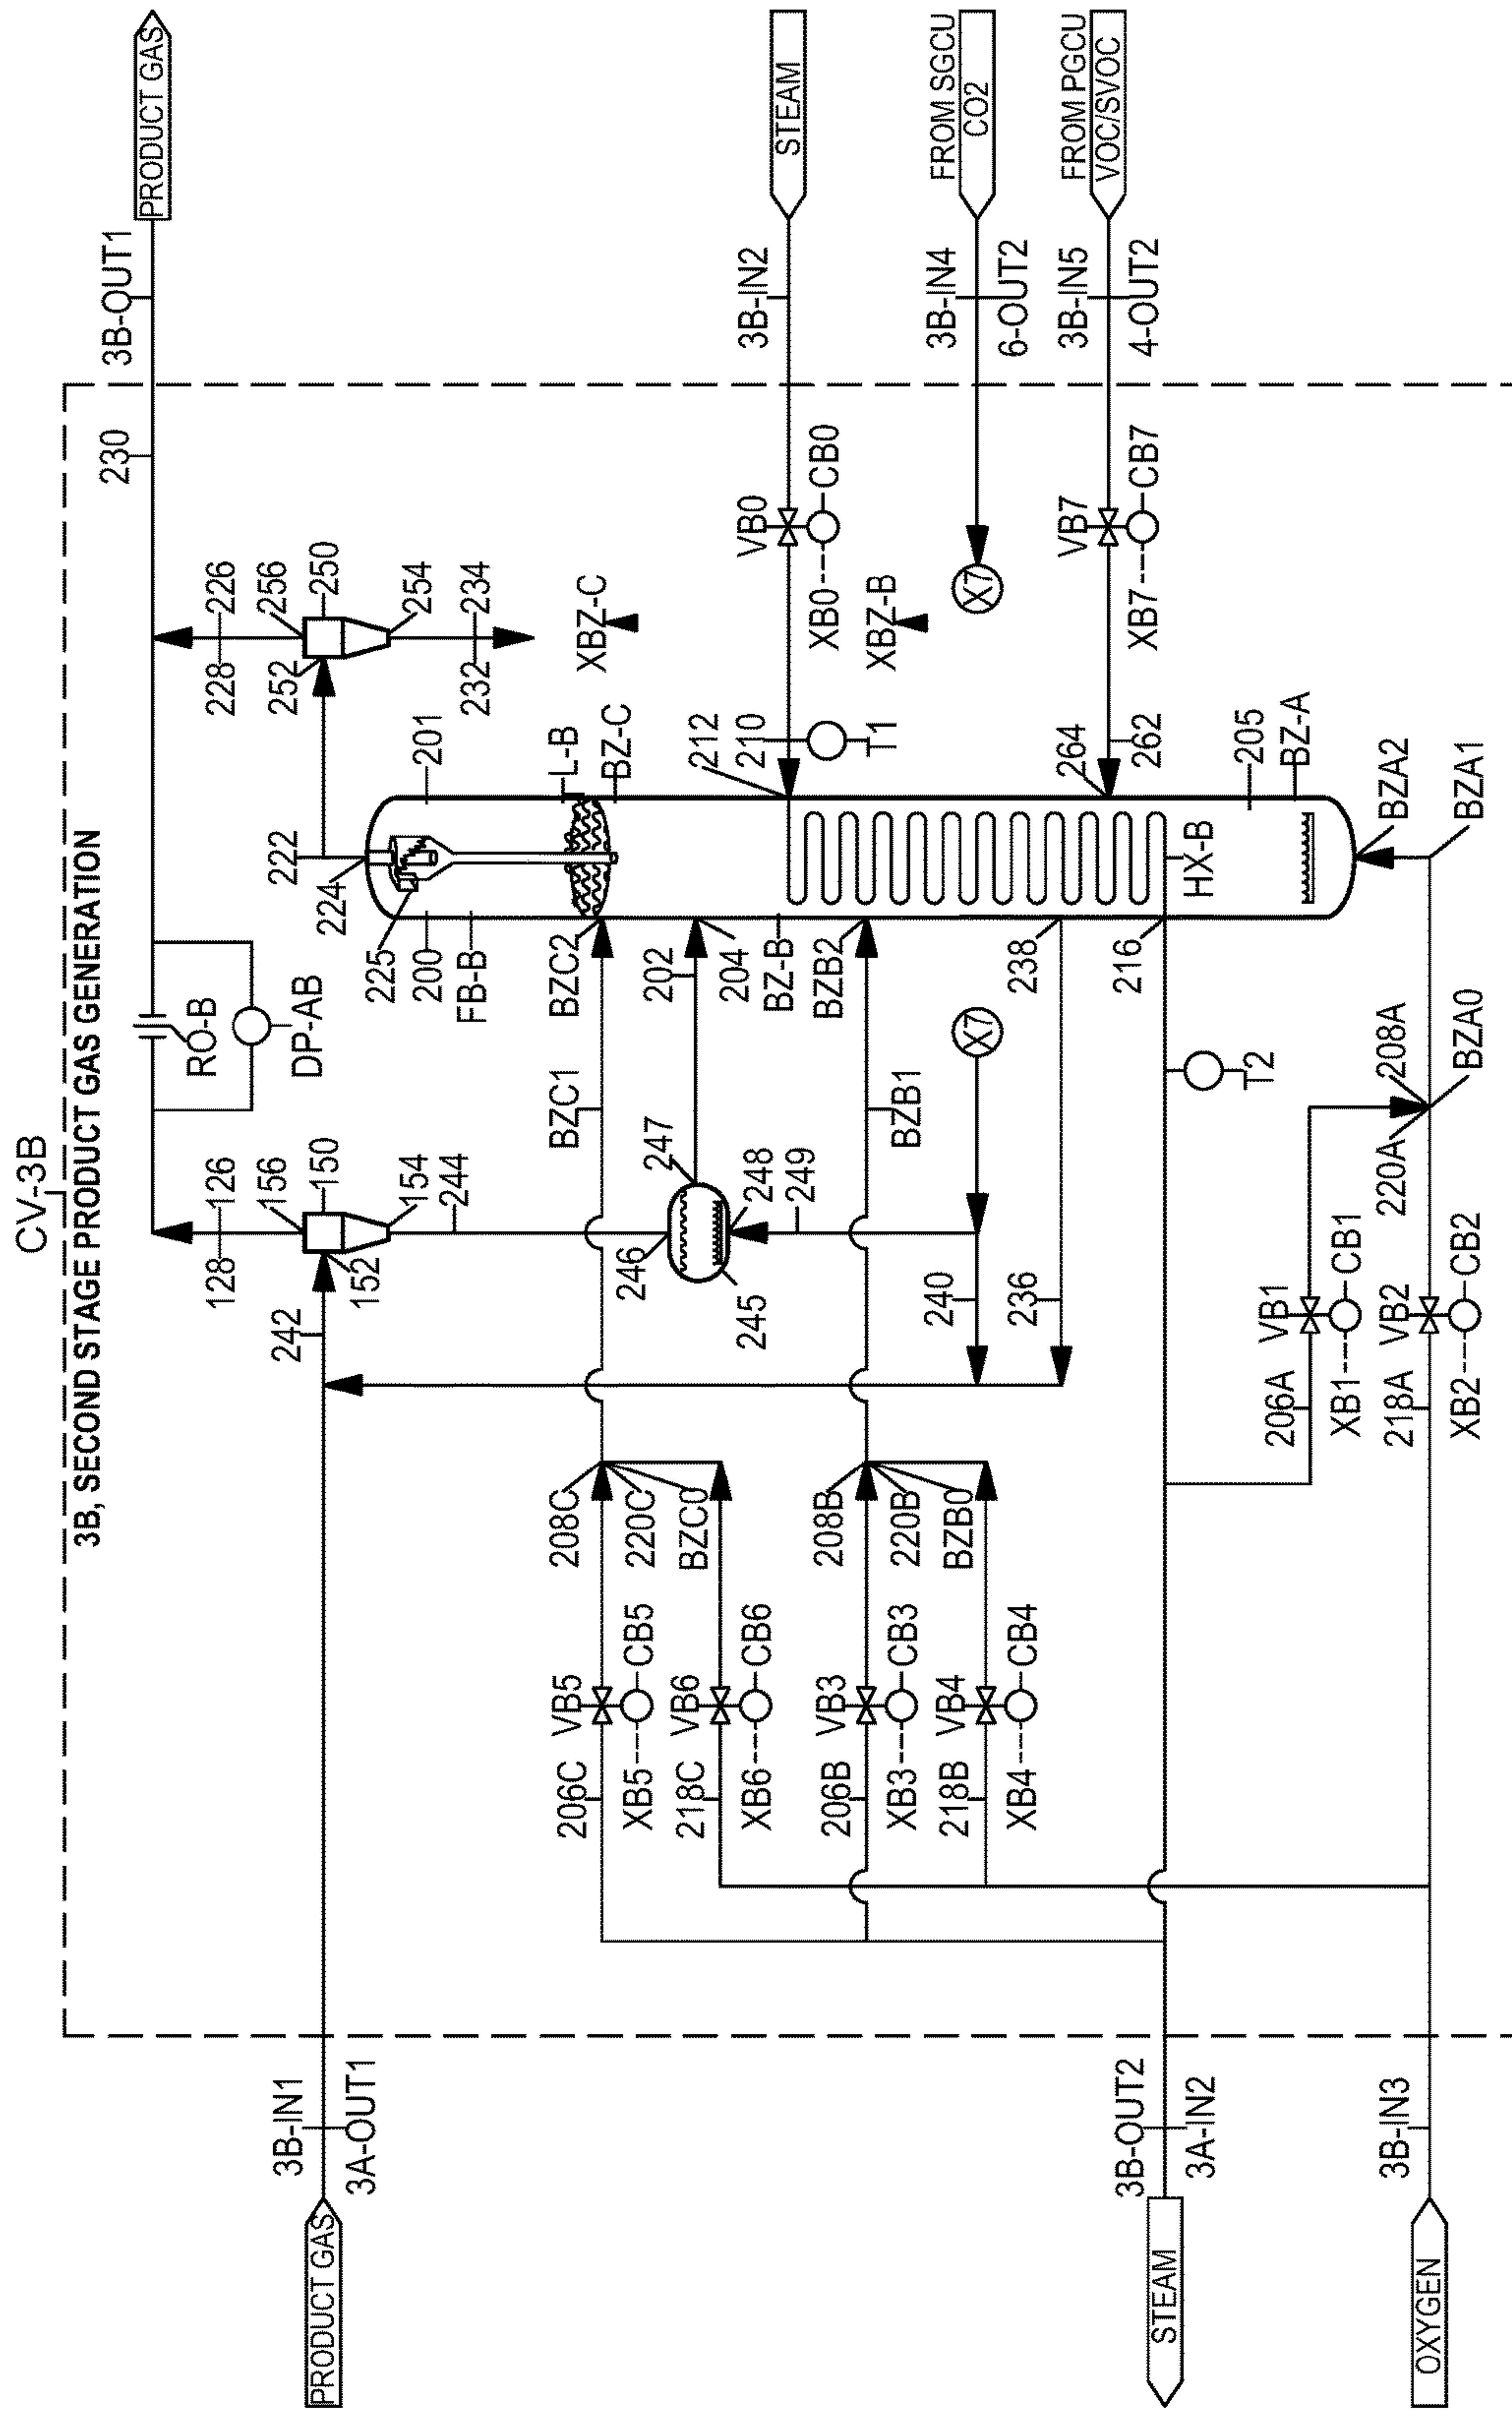 CV-3B
3B, SECOND STAGE PRODUCT GAS GENERATION
PRODUCT GAS
3B-OUT1
230
RO-B
DP-AB
128
126
156
150
152
154
244
242
228
226
256
250
252
254
232
234
222
224
225
200
201
FB-B
L-B
BZ-C
XBZ-C
BZC2
BZC1
202
204
247
246
245
248
249
BZ-B
BZB2
BZB1
212
210
T1
VB0
XB0
CB0
XBZ-B
3B-IN2
STEAM
X7
3B-IN4
6-OUT2
FROM SGCU
CO2
VB7
XB7
CB7
3B-IN5
4-OUT2
FROM PGCU
VOC/SVOC
264
262
205
BZ-A
HX-B
BZA2
BZA1
238
216
X7
240
236
T2
208A
220A
BZA0
VB1
206A
XB1
CB1
VB2
218A
XB2
CB2
208C
220C
BZC0
VB5
206C
XB5
CB5
VB6
218C
XB6
CB6
208B
220B
BZB0
VB3
206B
XB3
CB3
VB4
218B
XB4
CB4
3B-IN1
3A-OUT1
PRODUCT GAS
3B-OUT2
3A-IN2
STEAM
3B-IN3
OXYGEN